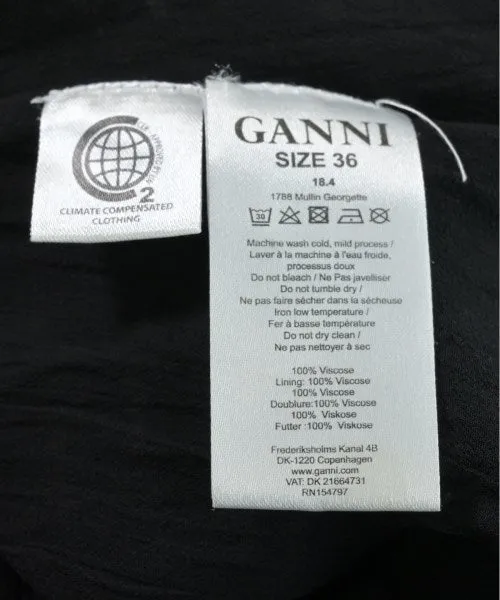 2
CLIMATE COMPENSATED
CLOTHING
GANNI
SIZE 36
18.4
1788 Mullin Georgette
30
Machine wash cold, mild process /
Laver à la machine à l'eau froide,
processus doux
Do not bleach / Ne Pas javelliser
Do not tumble dry /
Ne pas faire sécher dans la sécheuse
Iron low temperature /
Fer à basse température
Do not dry clean /
Ne pas nettoyer à sec
100% Viscose
Lining: 100% Viscose
100% Viscose
Doublure:100% Viscose
100% Viskose
Futter :100% Viskose
Frederiksholms Kanal 4B
DK-1220 Copenhagen
www.ganni.com
VAT: DK 21664731
RN154797